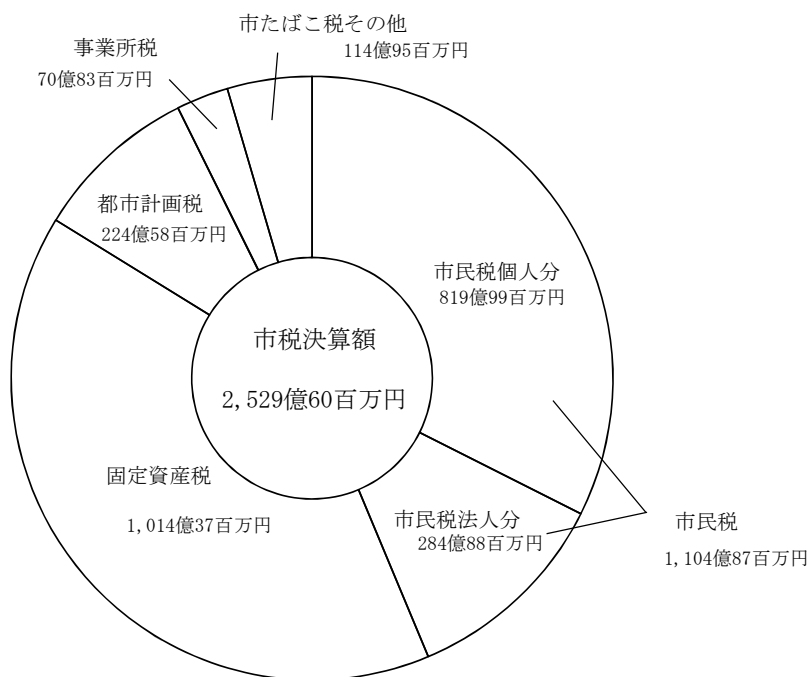 市たばこ税その他
114億95百万円
事業所税
70億83百万円
都市計画税
224億58百万円
市民税個人分
819億99百万円
市税決算額
2,529億60百万円
固定資産税
1,014億37百万円
市民税法人分
284億88百万円
市民税
1,104億87百万円